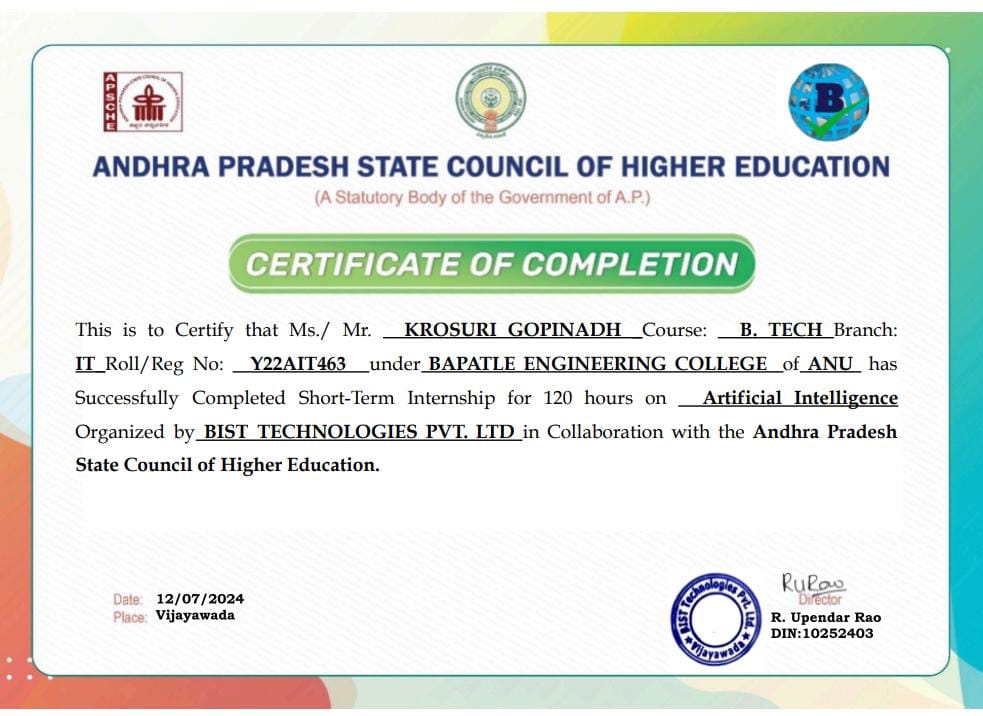 APSCHE
B
ANDHRA PRADESH STATE COUNCIL OF HIGHER EDUCATION
(A Statutory Body of the Government of A.P.)
CERTIFICATE OF COMPLETION
This is to Certify that Ms./ Mr. KROSURI GOPINADH Course: B. TECH Branch:
IT Roll/Reg No: Y22AIT463 under BAPATLE ENGINEERING COLLEGE of ANU has
Successfully Completed Short-Term Internship for 120 hours on Artificial Intelligence
Organized by BIST TECHNOLOGIES PVT. LTD in Collaboration with the Andhra Pradesh
State Council of Higher Education.
Date: 12/07/2024
Place: Vijayawada
BIST Technologies Pvt. Ltd. ★ Vijayawada ★
RURao
Director
R. Upendar Rao
DIN:10252403